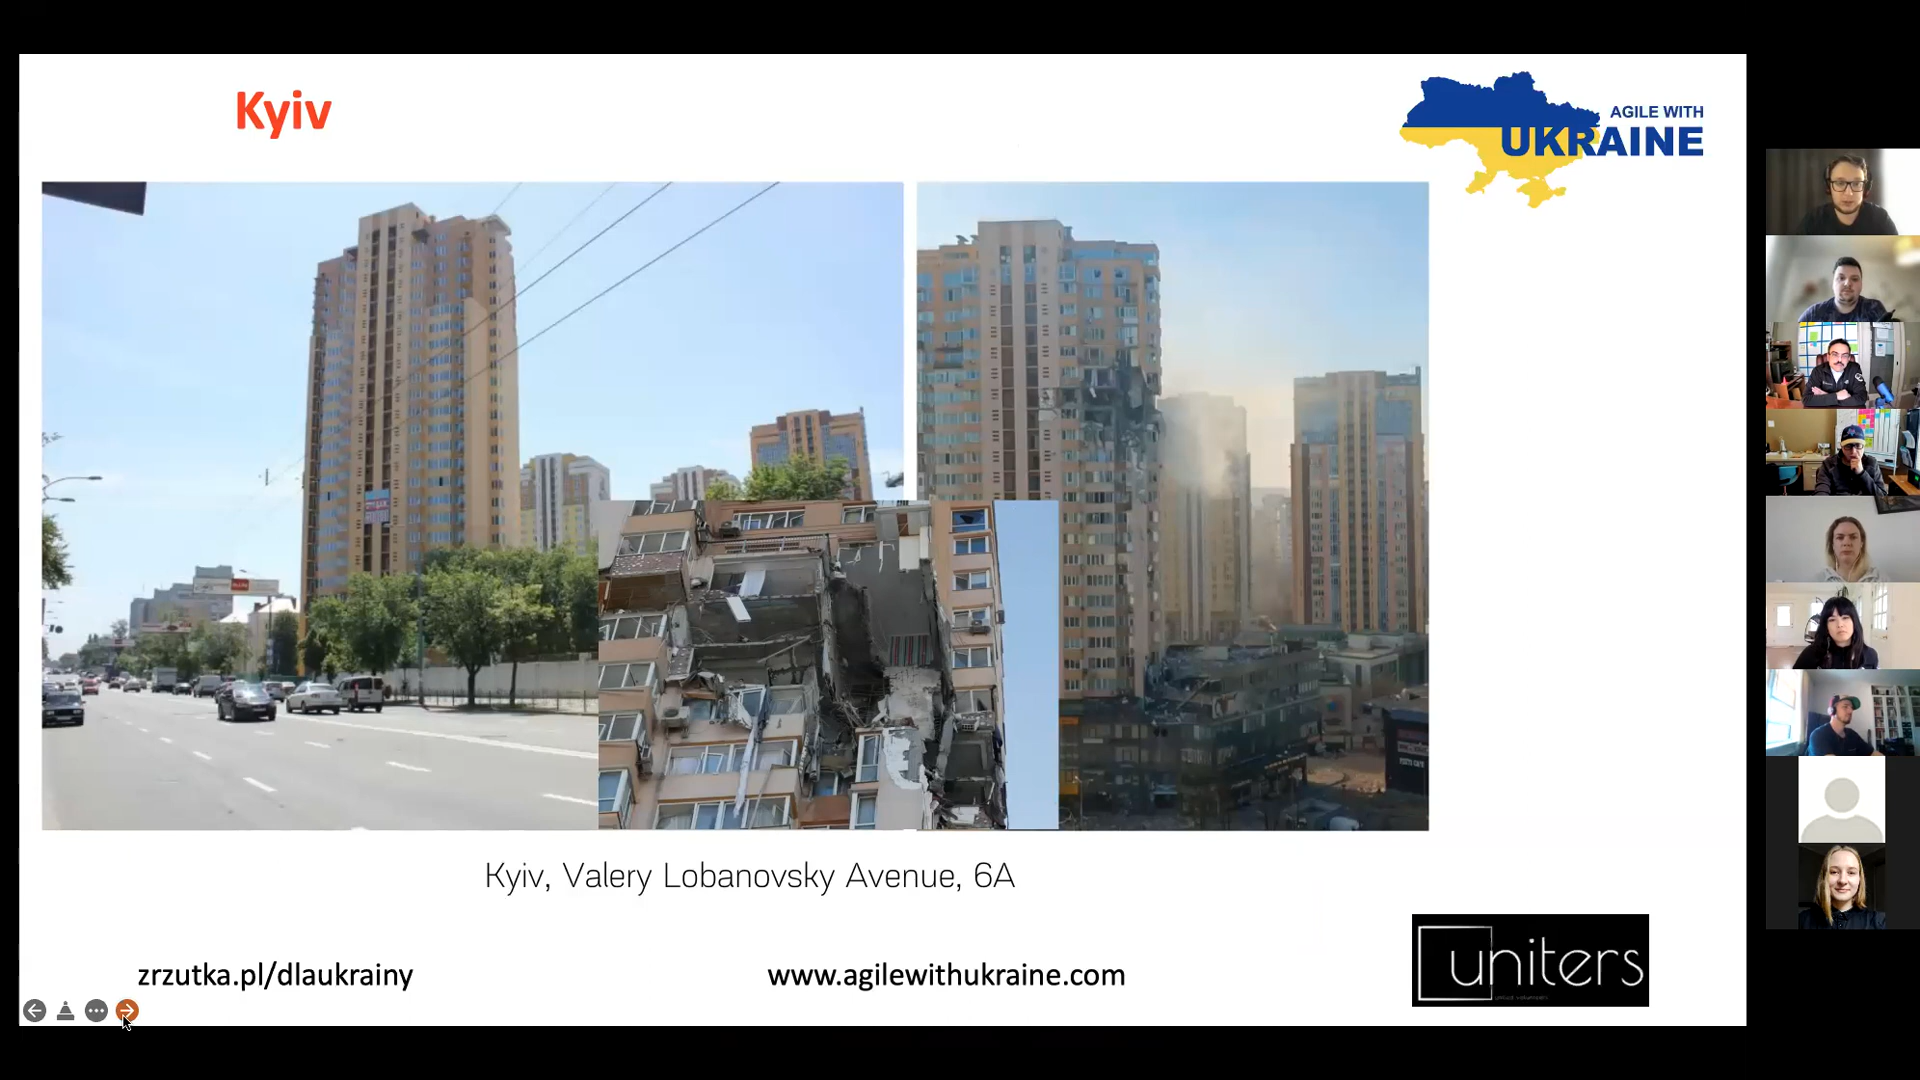 Kyiv
AGILE WITH
UKRAINE
Kyiv, Valery Lobanovsky Avenue, 6A
zrzutka.pl/dlaukrainy
www.agilewithukraine.com
uniters